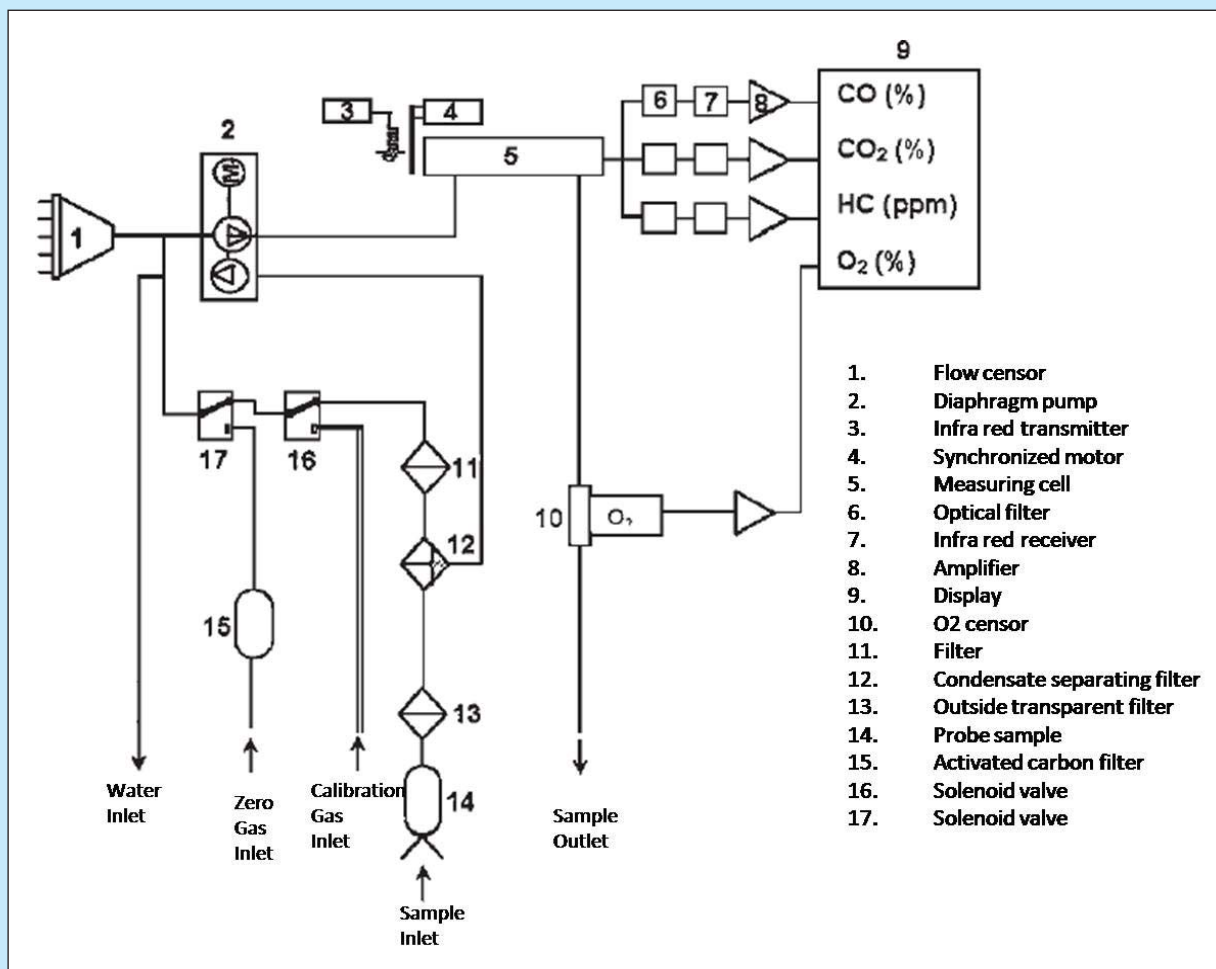 9
CO (%)
CO₂ (%)
HC (ppm)
O₂ (%)
6
7
8
3
4
5
2
M
1
17
16
11
12
10
O₂
15
13
14
Water
Inlet
Zero
Gas
Inlet
Calibration
Gas
Inlet
Sample
Inlet
Sample
Outlet
1. Flow censor
2. Diaphragm pump
3. Infra red transmitter
4. Synchronized motor
5. Measuring cell
6. Optical filter
7. Infra red receiver
8. Amplifier
9. Display
10. O2 censor
11. Filter
12. Condensate separating filter
13. Outside transparent filter
14. Probe sample
15. Activated carbon filter
16. Solenoid valve
17. Solenoid valve